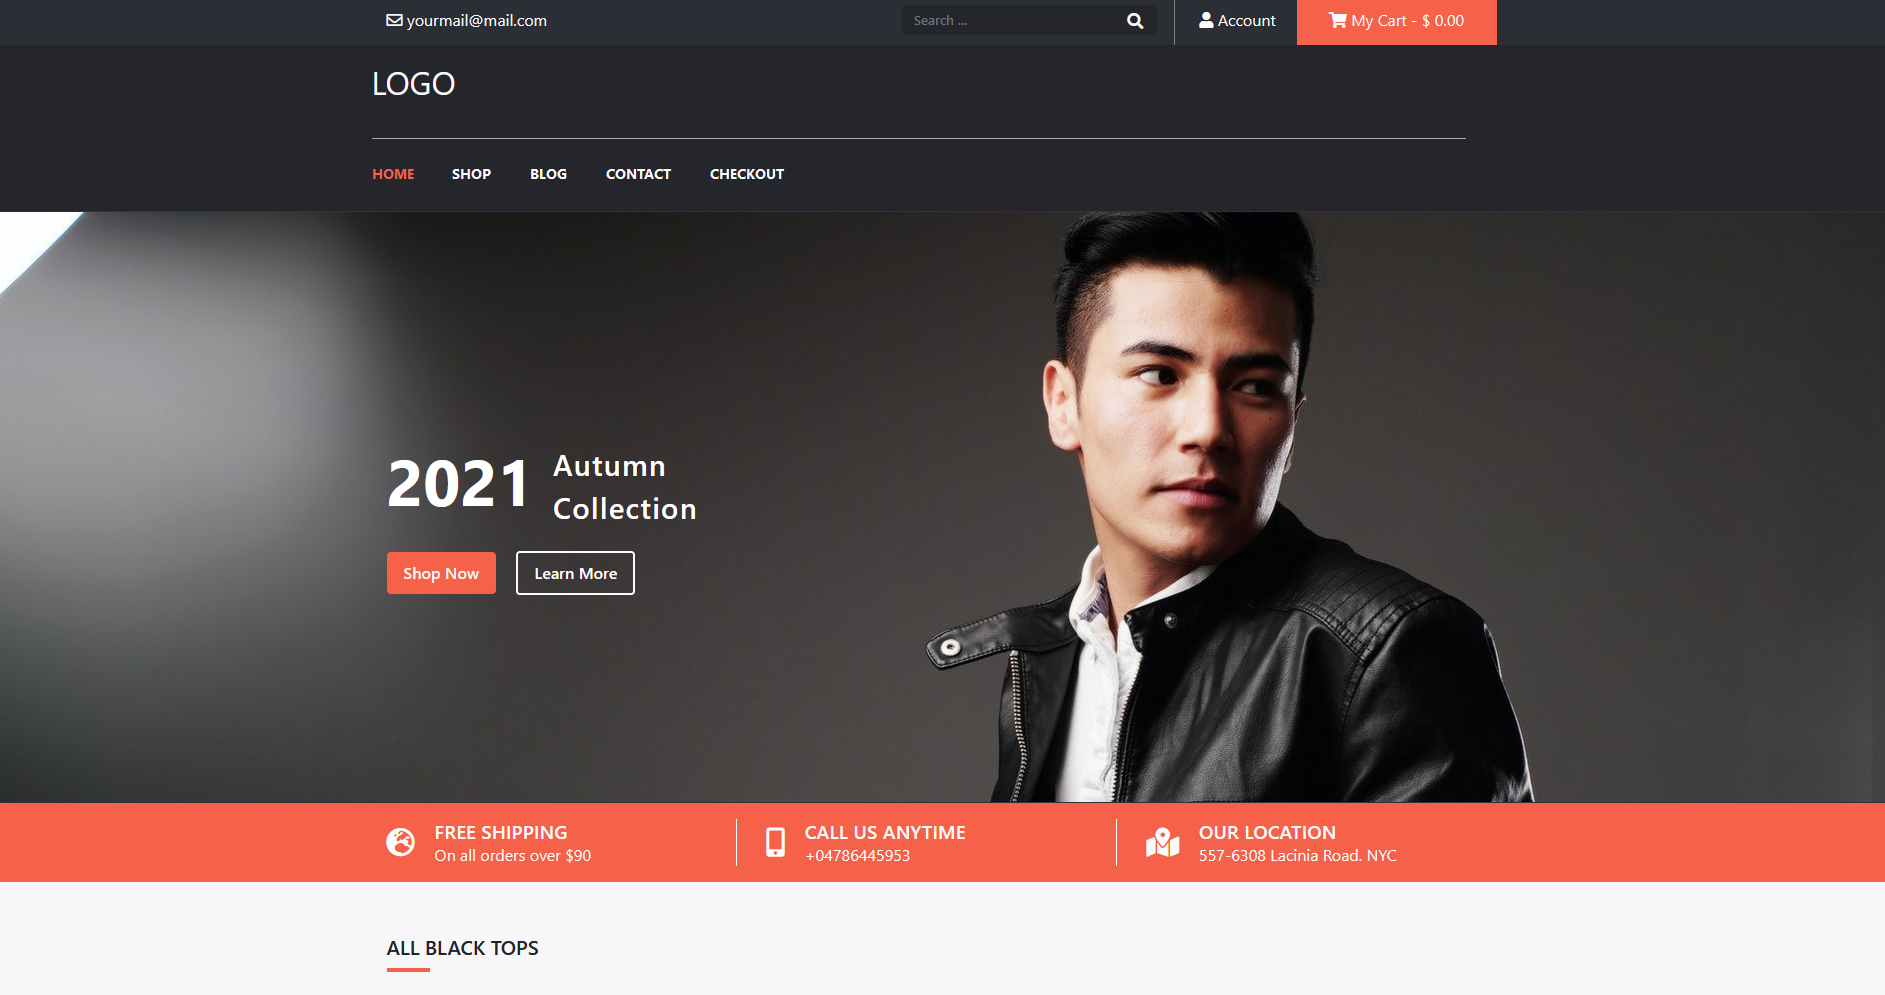 yourmail@mail.com
Search ...
Account
My Cart - $ 0.00
LOGO
HOME SHOP BLOG CONTACT CHECKOUT
2021
Autumn
Collection
Shop Now
Learn More
FREE SHIPPING
On all orders over $90
CALL US ANYTIME
+04786445953
OUR LOCATION
557-6308 Lacinia Road. NYC
ALL BLACK TOPS